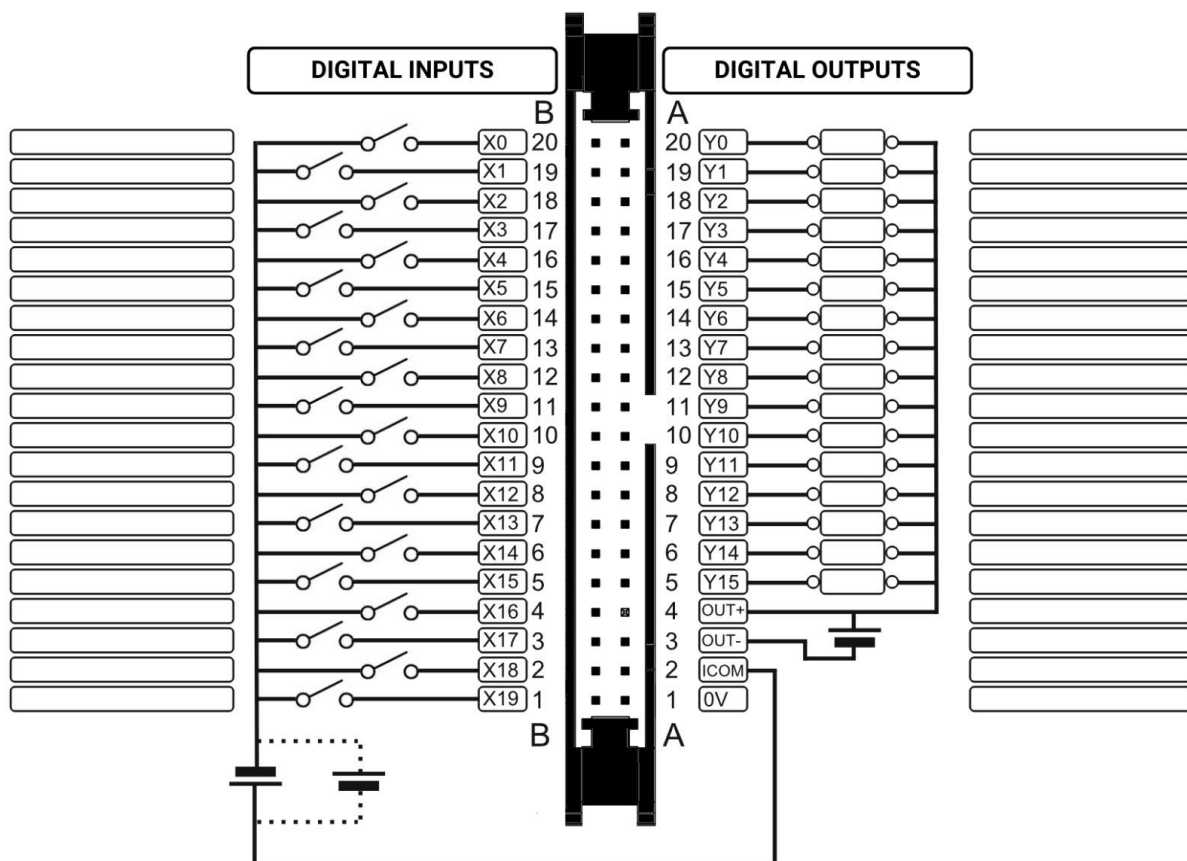 DIGITAL INPUTS DIGITAL OUTPUTS
B A
X0 20 20 Y0
X1 19 19 Y1
X2 18 18 Y2
X3 17 17 Y3
X4 16 16 Y4
X5 15 15 Y5
X6 14 14 Y6
X7 13 13 Y7
X8 12 12 Y8
X9 11 11 Y9
X10 10 10 Y10
X11 9 9 Y11
X12 8 8 Y12
X13 7 7 Y13
X14 6 6 Y14
X15 5 5 Y15
X16 4 4 OUT+
X17 3 3 OUT-
X18 2 2 ICOM
X19 1 1 0V
B A